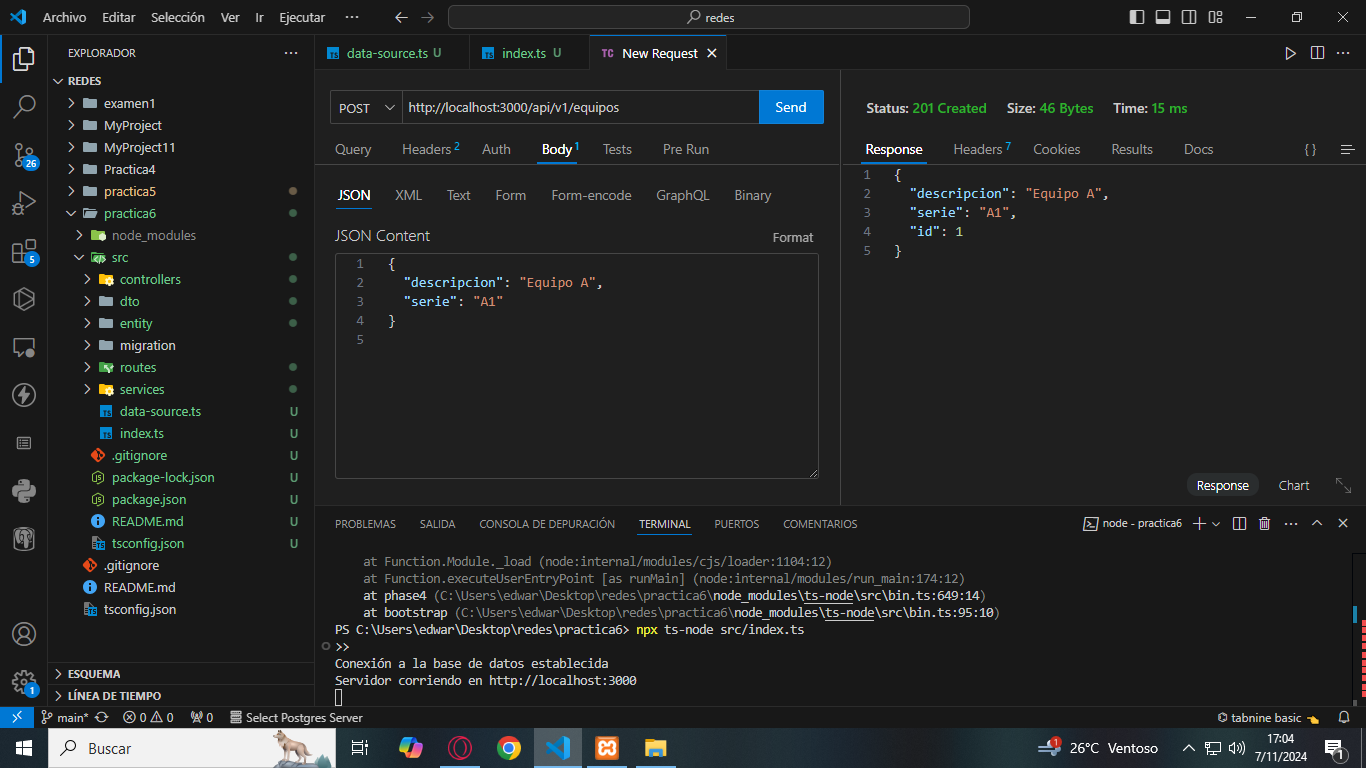 Archivo Editar Selección Ver Ir Ejecutar ··· redes
EXPLORADOR ···
REDES
examen1
MyProject
MyProject11
Practica4
practica5
practica6
node_modules
src
controllers
dto
entity
migration
routes
services
data-source.ts U
index.ts U
.gitignore U
package-lock.json U
package.json U
README.md U
tsconfig.json U
.gitignore
README.md
tsconfig.json
ESQUEMA
LÍNEA DE TIEMPO
26
5
1
data-source.ts U index.ts U TC New Request
POST http://localhost:3000/api/v1/equipos Send
Query Headers 2 Auth Body 1 Tests Pre Run
JSON XML Text Form Form-encode GraphQL Binary
JSON Content Format
1 {
2 "descripcion": "Equipo A",
3 "serie": "A1"
4 }
5
Status: 201 Created Size: 46 Bytes Time: 15 ms
Response Headers 7 Cookies Results Docs { }
1 {
2 "descripcion": "Equipo A",
3 "serie": "A1",
4 "id": 1
5 }
Response Chart
PROBLEMAS SALIDA CONSOLA DE DEPURACIÓN TERMINAL PUERTOS COMENTARIOS node - practica6
at Function.Module._load (node:internal/modules/cjs/loader:1104:12)
at Function.executeUserEntryPoint [as runMain] (node:internal/modules/run_main:174:12)
at phase4 (C:\Users\edwar\Desktop\redes\practica6\node_modules\ts-node\src\bin.ts:649:14)
at bootstrap (C:\Users\edwar\Desktop\redes\practica6\node_modules\ts-node\src\bin.ts:95:10)
PS C:\Users\edwar\Desktop\redes\practica6> npx ts-node src/index.ts
>>
Conexión a la base de datos establecida
Servidor corriendo en http://localhost:3000
main* 0 0 0 Select Postgres Server tabnine basic
Buscar 1 26°C Ventoso 17:04
7/11/2024 1